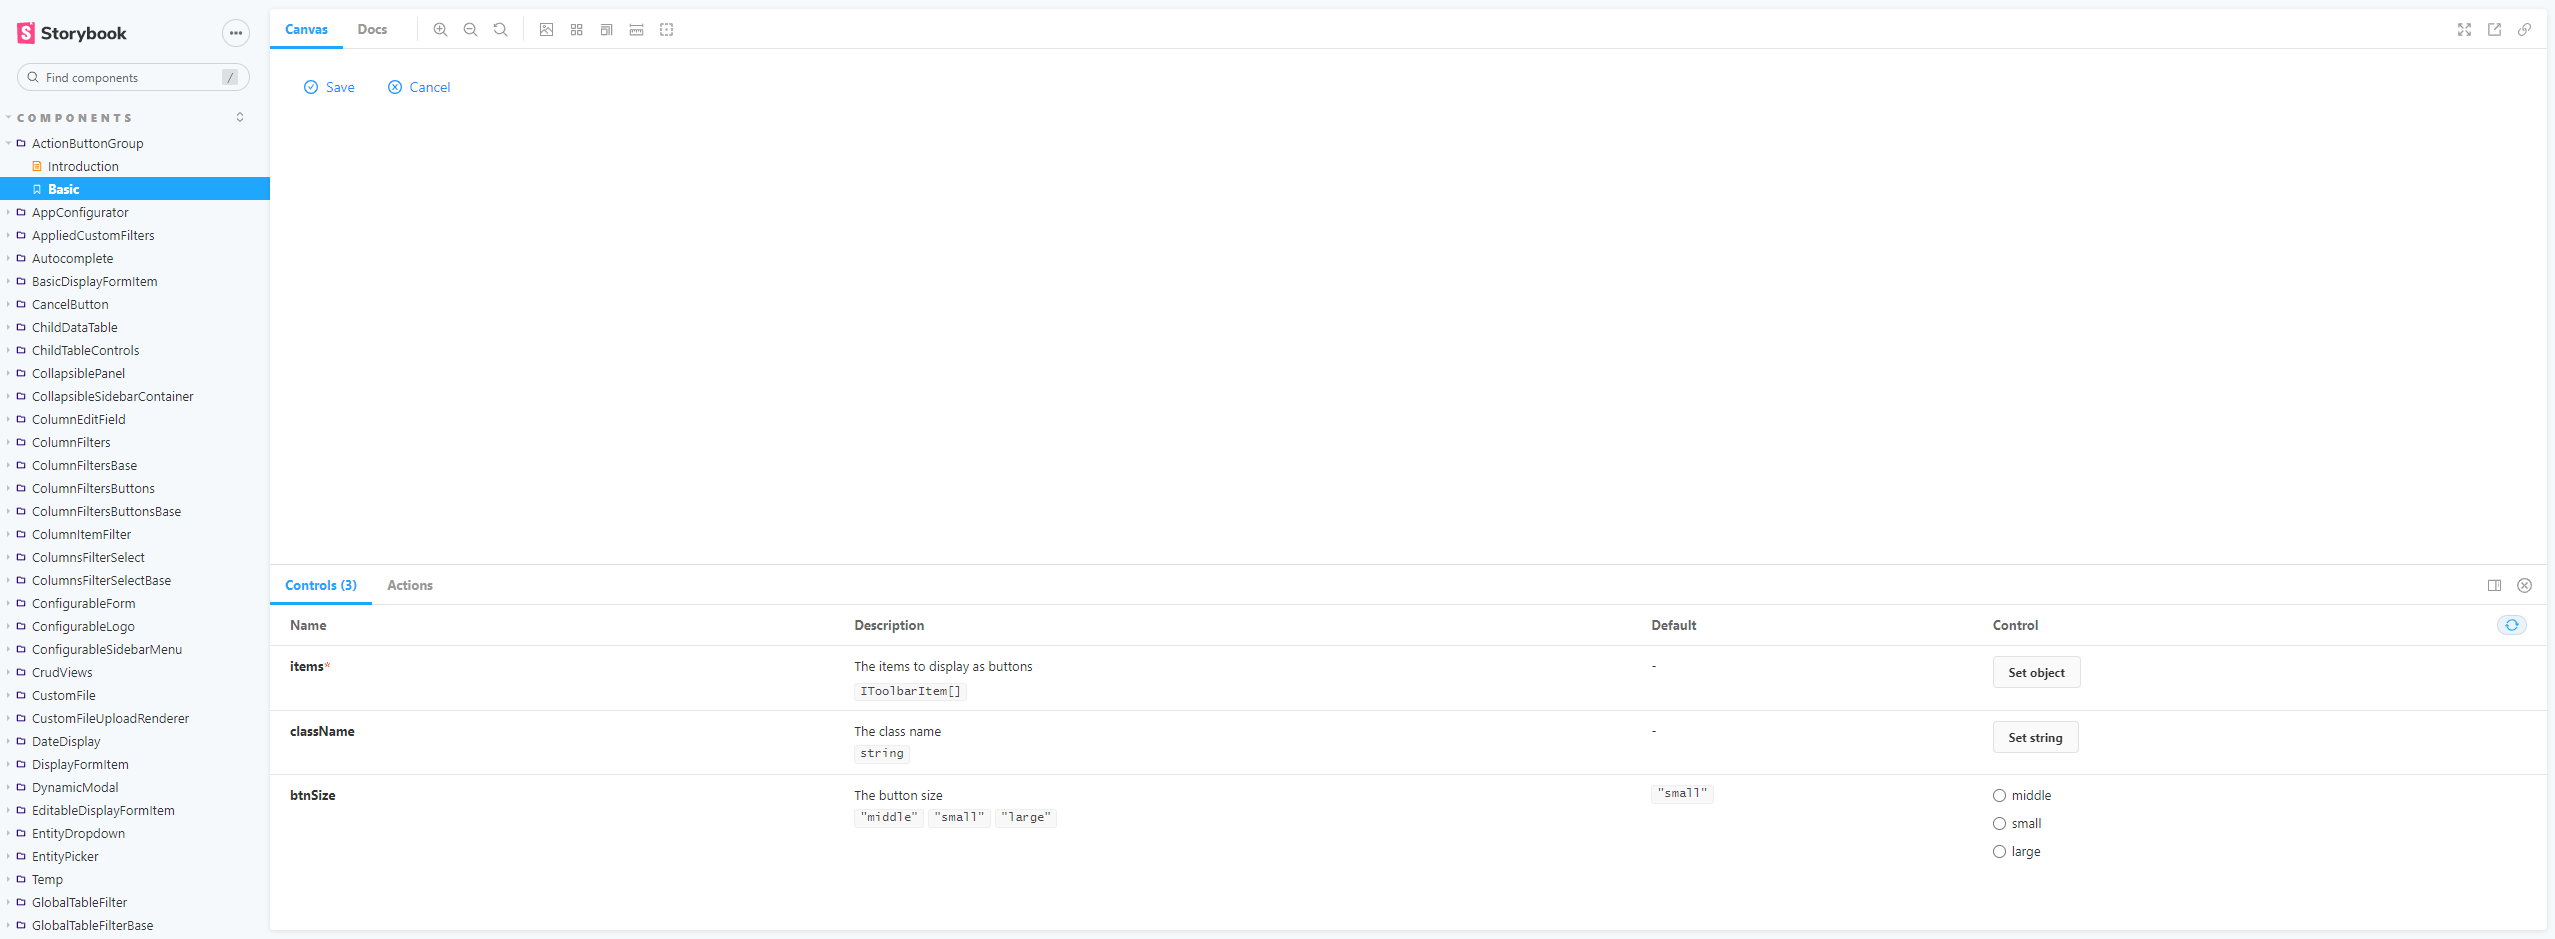 Storybook
Find components /
COMPONENTS
ActionButtonGroup
Introduction
Basic
AppConfigurator
AppliedCustomFilters
Autocomplete
BasicDisplayFormItem
CancelButton
ChildDataTable
ChildTableControls
CollapsiblePanel
CollapsibleSidebarContainer
ColumnEditField
ColumnFilters
ColumnFiltersBase
ColumnFiltersButtons
ColumnFiltersButtonsBase
ColumnItemFilter
ColumnsFilterSelect
ColumnsFilterSelectBase
ConfigurableForm
ConfigurableLogo
ConfigurableSidebarMenu
CrudViews
CustomFile
CustomFileUploadRenderer
DateDisplay
DisplayFormItem
DynamicModal
EditableDisplayFormItem
EntityDropdown
EntityPicker
Temp
GlobalTableFilter
GlobalTableFilterBase
Canvas Docs
Save Cancel
Controls (3) Actions
Name Description Default Control
items* The items to display as buttons - Set object
IToolbarItem[]
className The class name - Set string
string
btnSize The button size "small" middle
"middle" "small" "large"
small
large